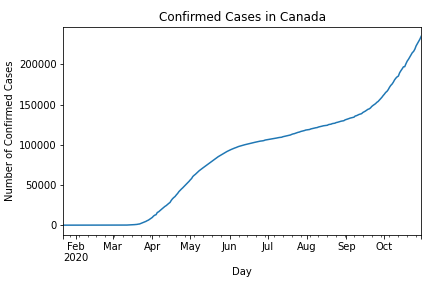 Confirmed Cases in Canada
Number of Confirmed Cases
200000
150000
100000
50000
0
Feb Mar Apr May Jun Jul Aug Sep Oct
2020
Day